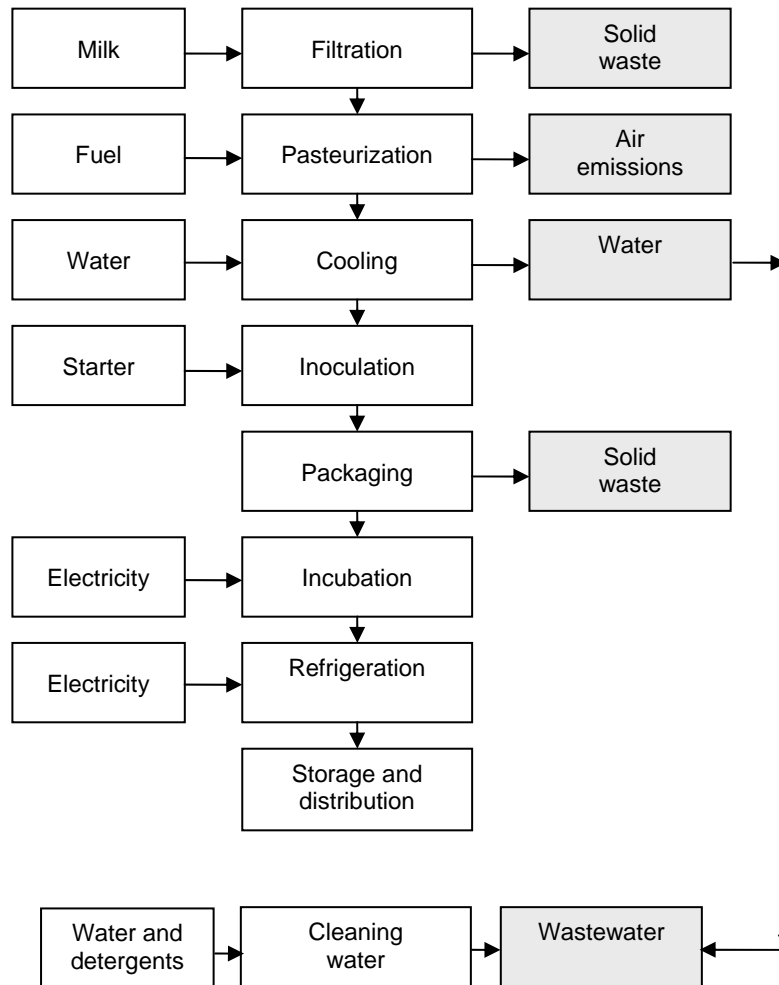 Milk
Filtration
Solid
waste
Fuel
Pasteurization
Air
emissions
Water
Cooling
Water
Starter
Inoculation
Packaging
Solid
waste
Electricity
Incubation
Electricity
Refrigeration
Storage and
distribution
Water and
detergents
Cleaning
water
Wastewater